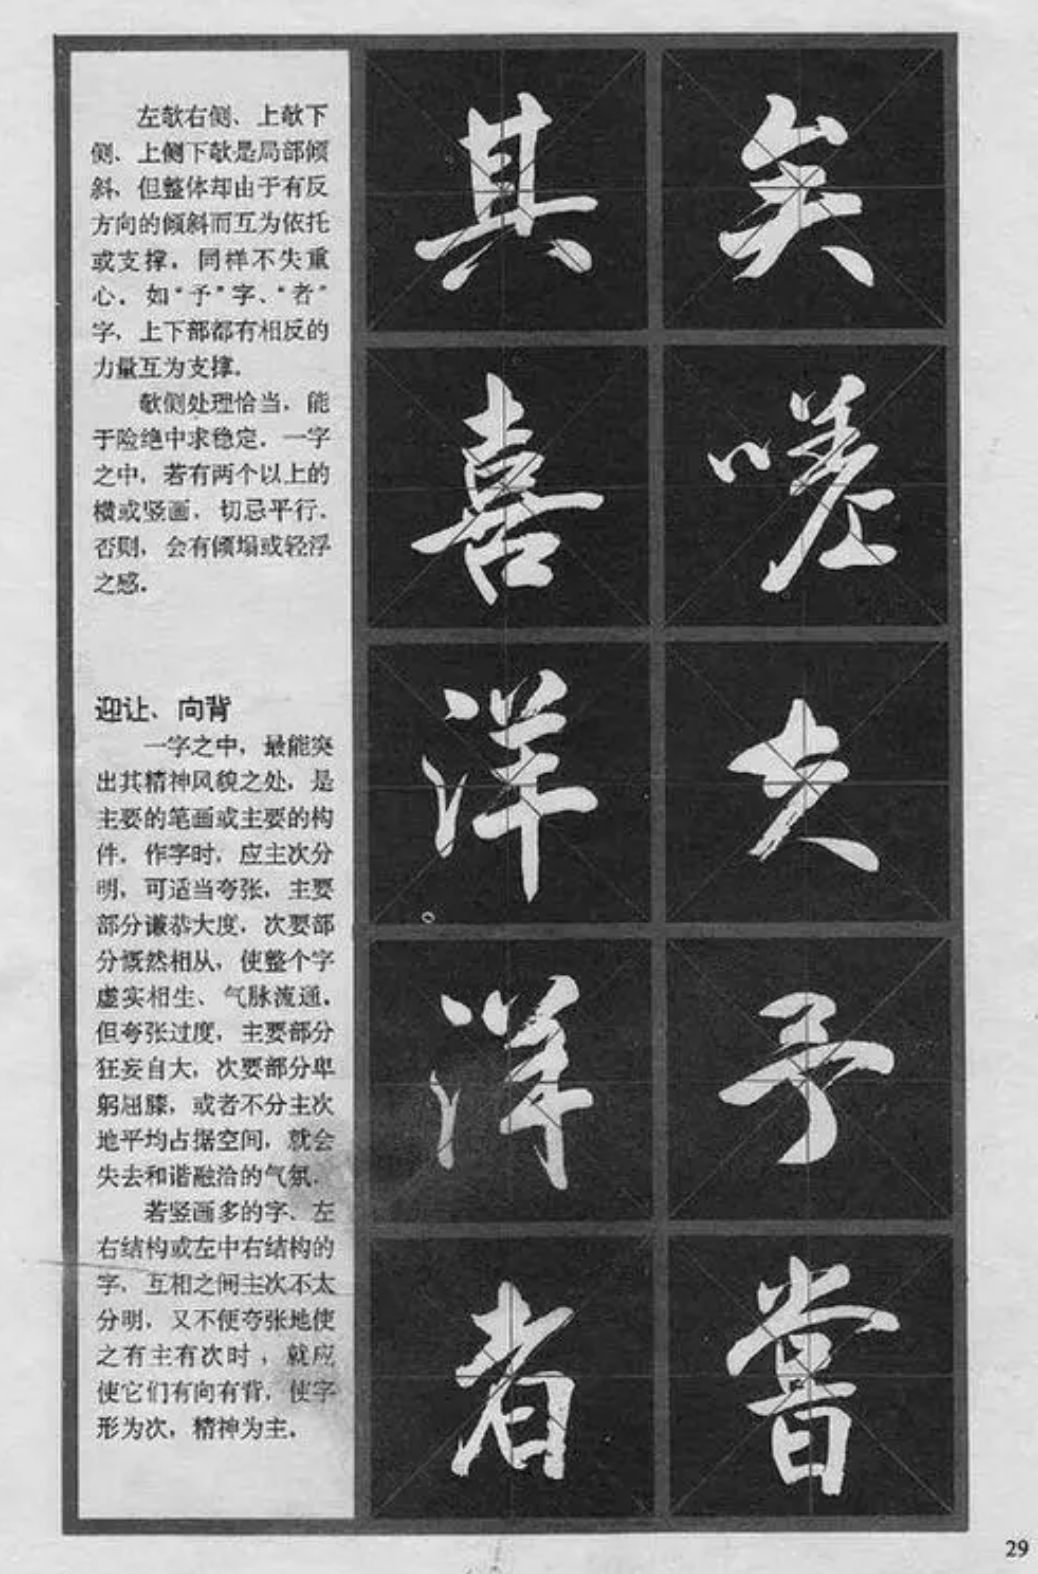 左欹右侧、上欹下
侧、上侧下欹是局部倾
斜，但整体却由于有反
方向的倾斜而互为依托
或支撑，同样不失重
心。如“予”字、“者”
字，上下部都有相反的
力量互为支撑。
欹侧处理恰当，能
于险绝中求稳定。一字
之中，若有两个以上的
横或竖画，切忌平行。
否则，会有倾塌或轻浮
之感。
迎让、向背
一字之中，最能突
出其精神风貌之处，是
主要的笔画或主要的构
件。作字时，应主次分
明，可适当夸张，主要
部分谦恭大度，次要部
分慨然相从，使整个字
虚实相生、气脉流通。
但夸张过度，主要部分
狂妄自大，次要部分卑
躬屈膝，或者不分主次
地平均占据空间，就会
失去和谐融洽的气氛。
若竖画多的字、左
右结构或左中右结构的
字，互相之间主次不太
分明，又不便夸张地使
之有主有次时，就应
使它们有向有背，使字
形为次，精神为主。
矣
嗟
夫
予
尝
其
喜
洋
洋
者
29